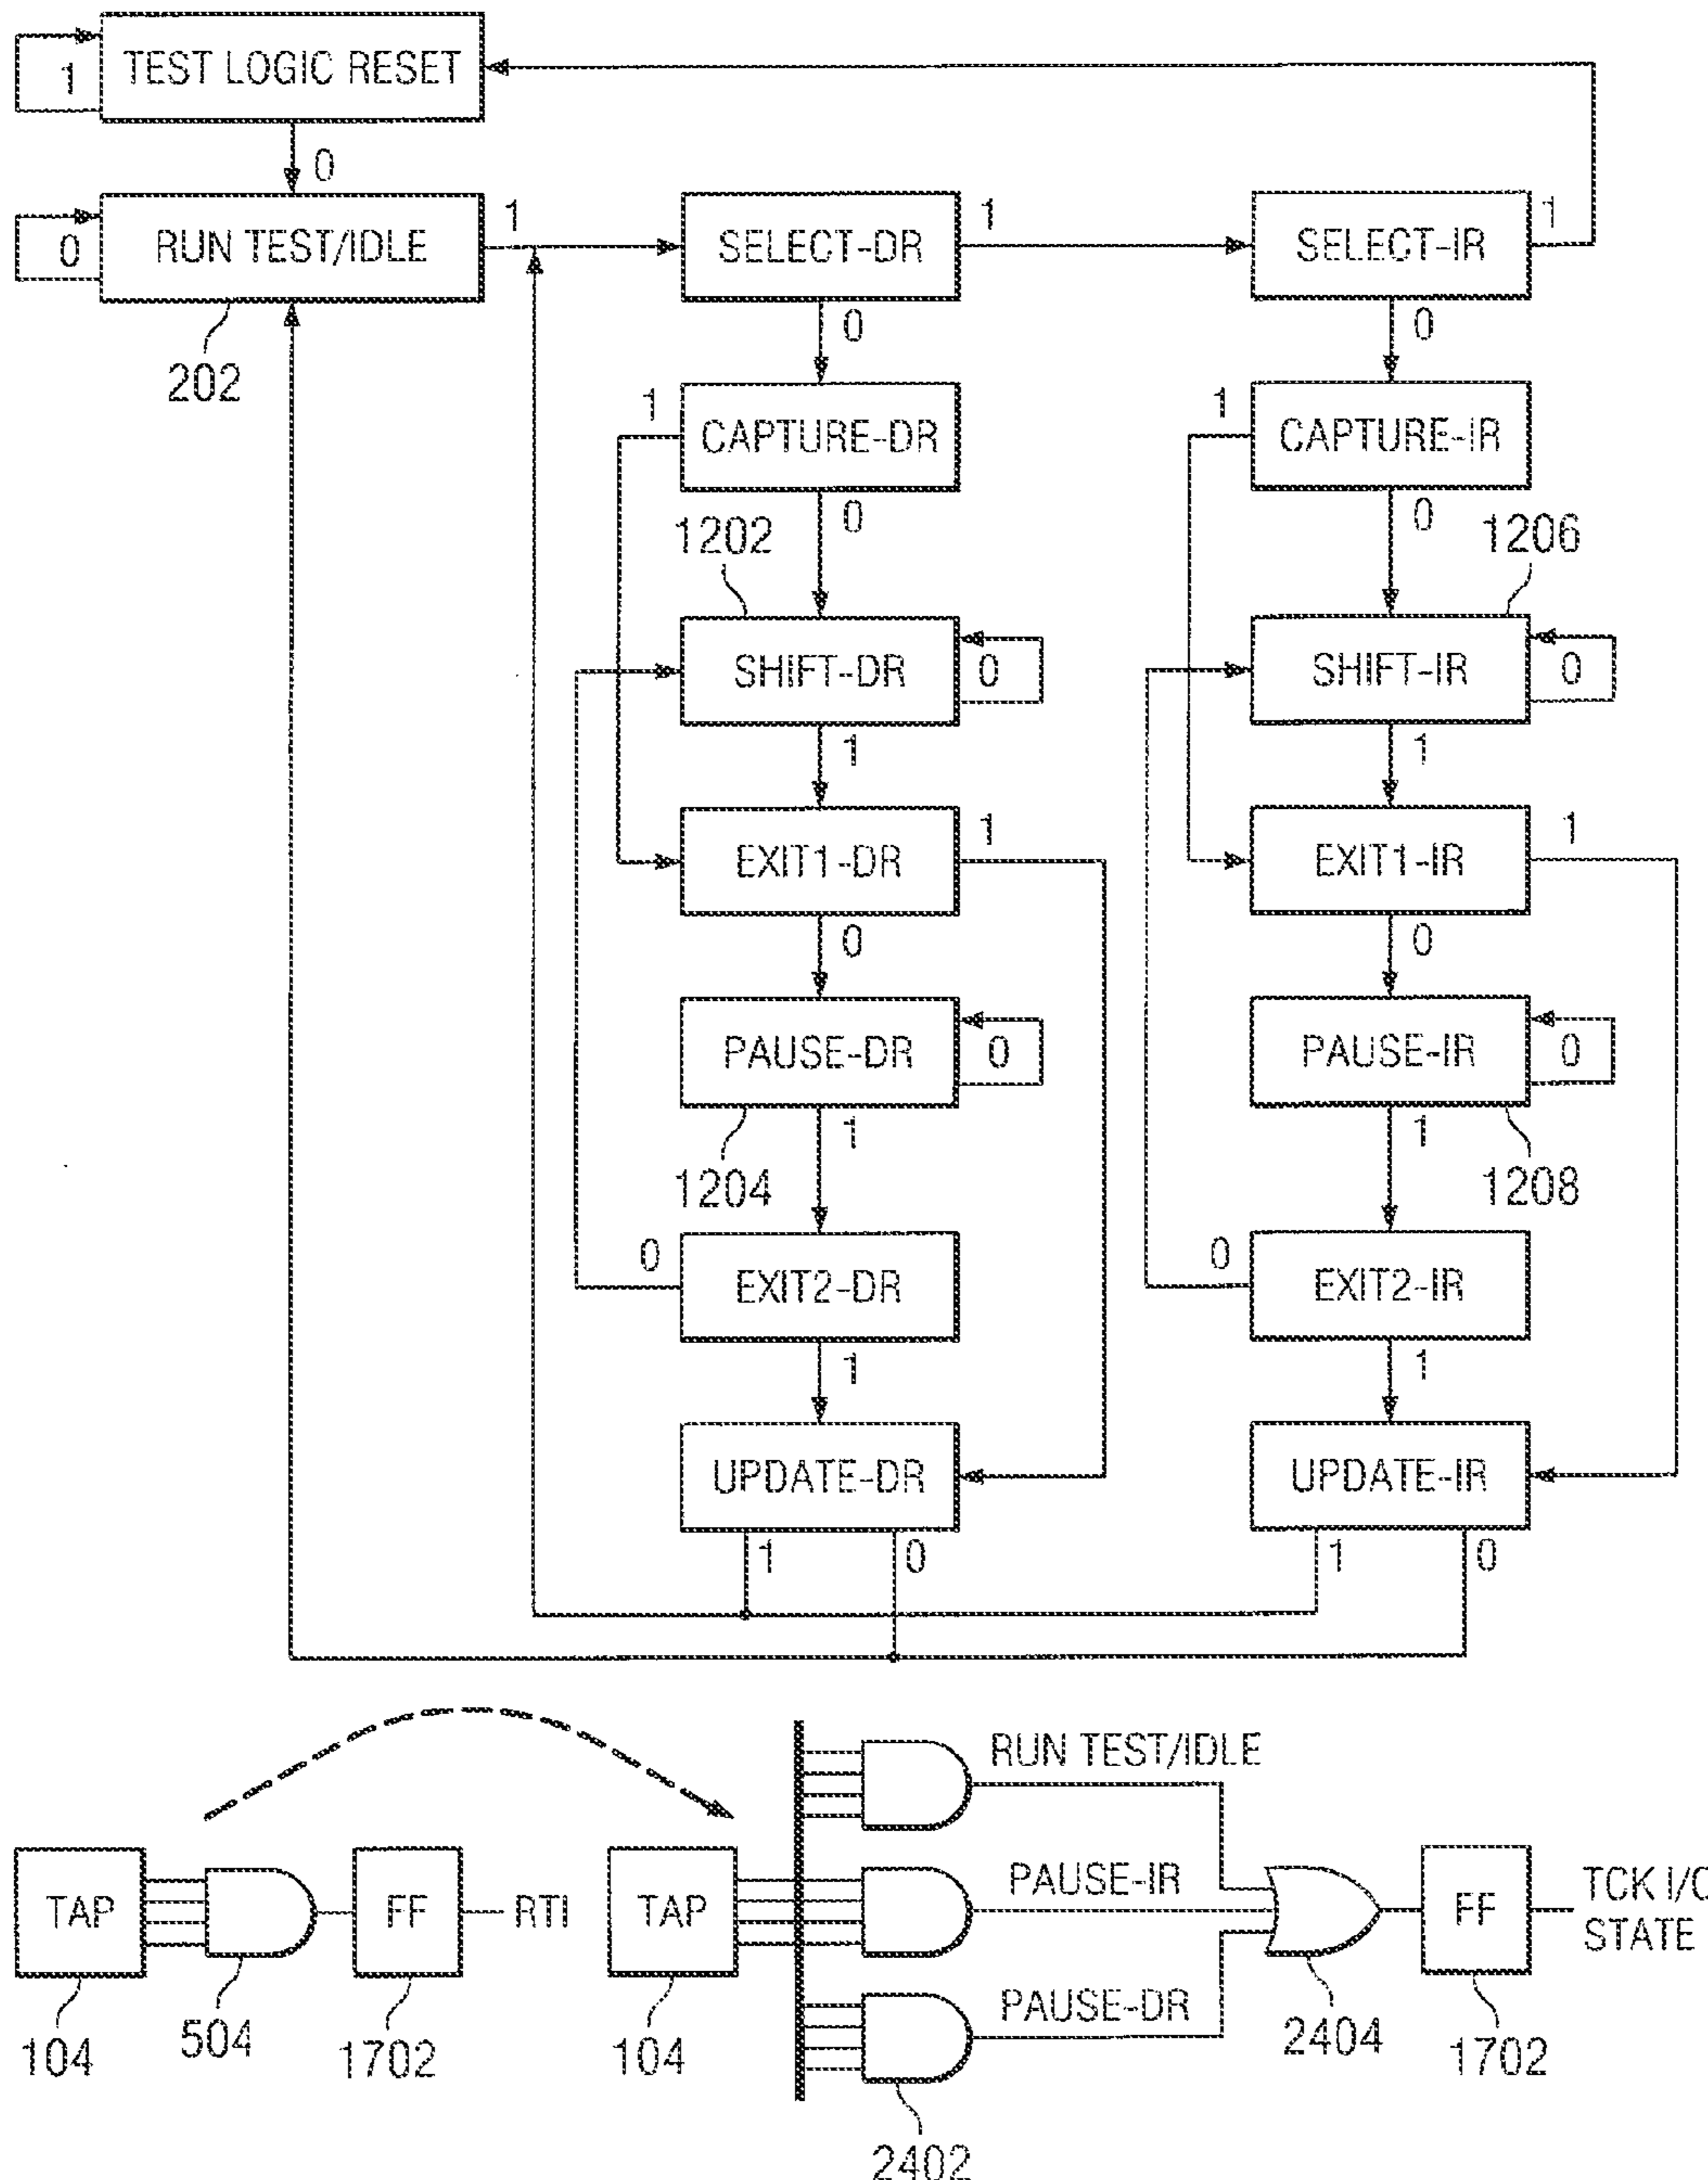 TEST LOGIC RESET
1
0
RUN TEST/IDLE
0
1
SELECT-DR
1
SELECT-IR
1
202
0
0
1
CAPTURE-DR
1
CAPTURE-IR
0
0
1202
1206
SHIFT-DR
0
SHIFT-IR
0
1
1
EXIT1-DR
1
EXIT1-IR
1
0
0
PAUSE-DR
0
PAUSE-IR
0
1
1
1204
1208
0
EXIT2-DR
0
EXIT2-IR
1
1
UPDATE-DR
UPDATE-IR
1
0
1
0
RUN TEST/IDLE
TAP
FF
RTI
TAP
PAUSE-IR
FF
TCK I/O
STATE
PAUSE-DR
104
504
1702
104
2404
1702
2402